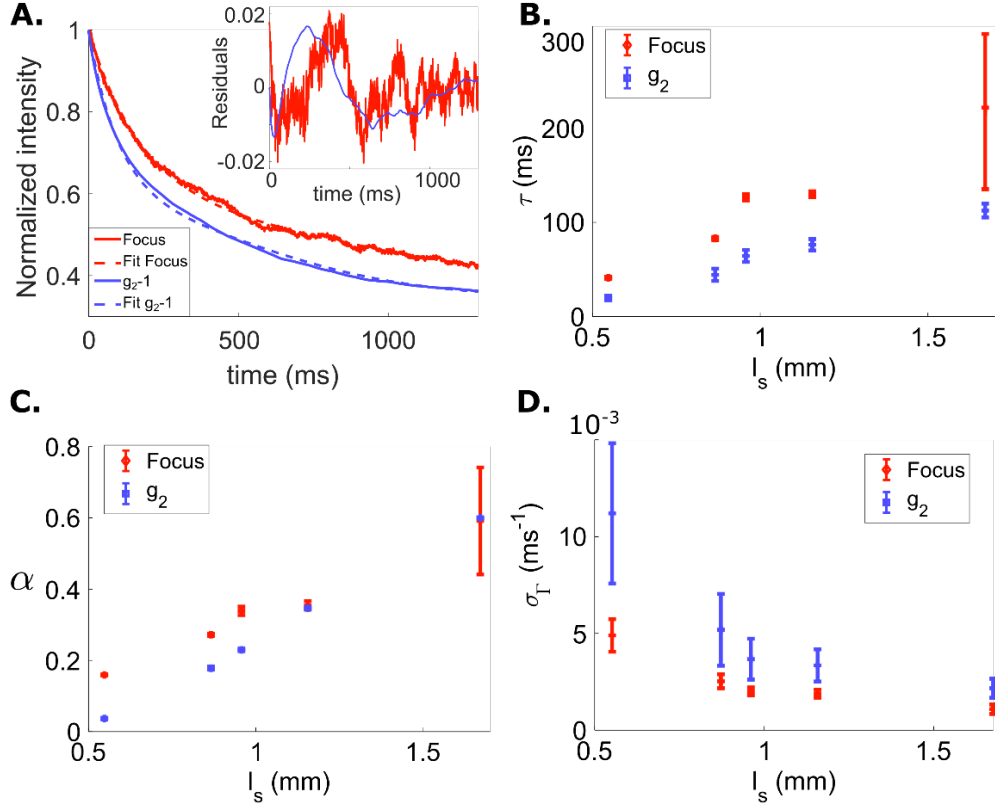 A.
Normalized intensity
1
0.8
0.6
0.4
0
500
1000
time (ms)
Focus
Fit Focus
g₂-1
Fit g₂-1
Residuals
0.02
0
-0.02
0
1000
time (ms)
B.
τ (ms)
300
200
100
0
0.5
1
1.5
l_s (mm)
Focus
g₂
C.
α
0.8
0.6
0.4
0.2
0
0.5
1
1.5
l_s (mm)
Focus
g₂
D.
10⁻³
σ_Γ (ms⁻¹)
10
5
0
0.5
1
1.5
l_s (mm)
Focus
g₂